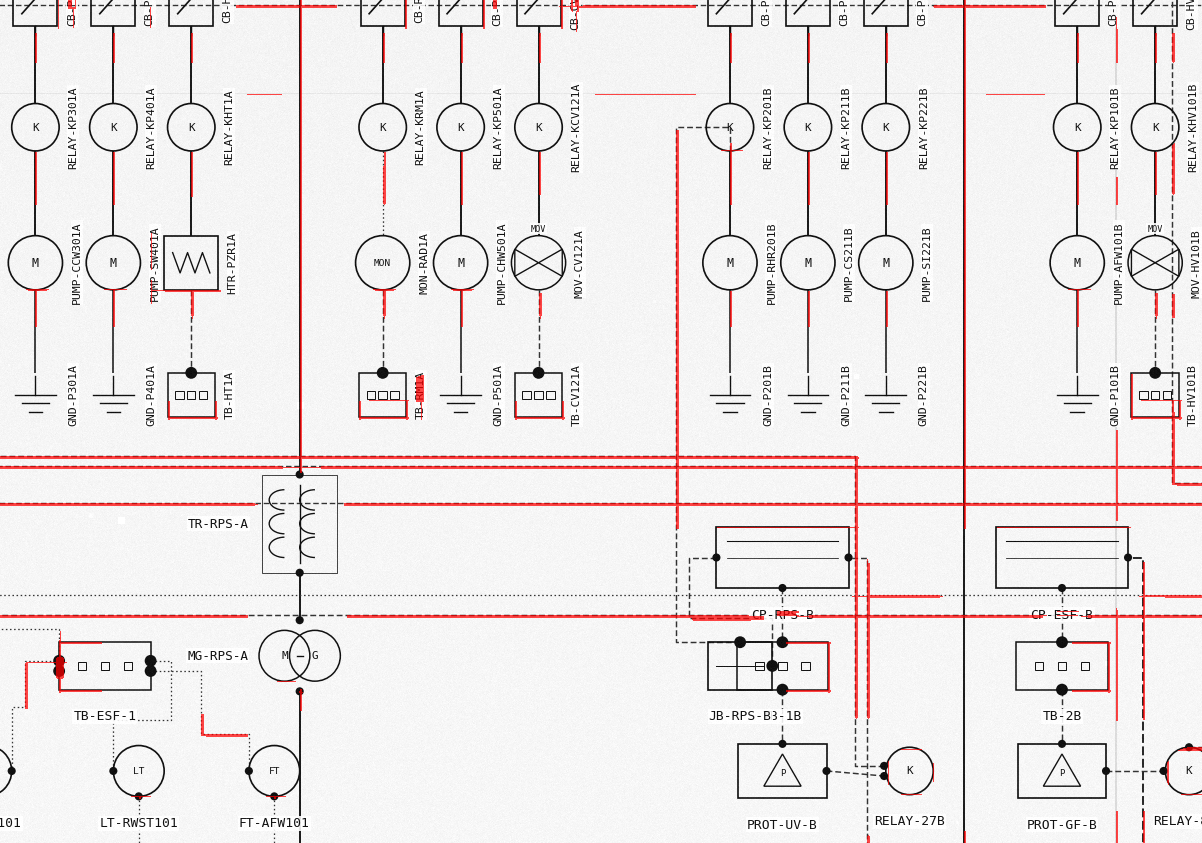 K
RELAY-KP301A
K
RELAY-KP401A
K
RELAY-KHT1A
K
RELAY-KRM1A
K
RELAY-KP501A
K
RELAY-KCV121A
K
RELAY-KP201B
K
RELAY-KP211B
K
RELAY-KP221B
K
RELAY-KP101B
K
RELAY-KHV101B
M
PUMP-CCW301A
M
PUMP-SW401A
HTR-PZR1A
MON
MON-RAD1A
M
PUMP-CHW501A
MOV
MOV-CV121A
M
PUMP-RHR201B
M
PUMP-CS211B
M
PUMP-SI221B
M
PUMP-AFW101B
MOV
MOV-HV101B
GND-P301A
GND-P401A
TB-HT1A
TB-RM1A
GND-P501A
TB-CV121A
GND-P201B
GND-P211B
GND-P221B
GND-P101B
TB-HV101B
TR-RPS-A
CP-RPS-B
CP-ESF-B
M
G
MG-RPS-A
TB-ESF-1
JB-RPS-B
TB-2B
LT
FT
P
K
P
K
LT-RWST101
FT-AFW101
PROT-UV-B
RELAY-27B
PROT-GF-B